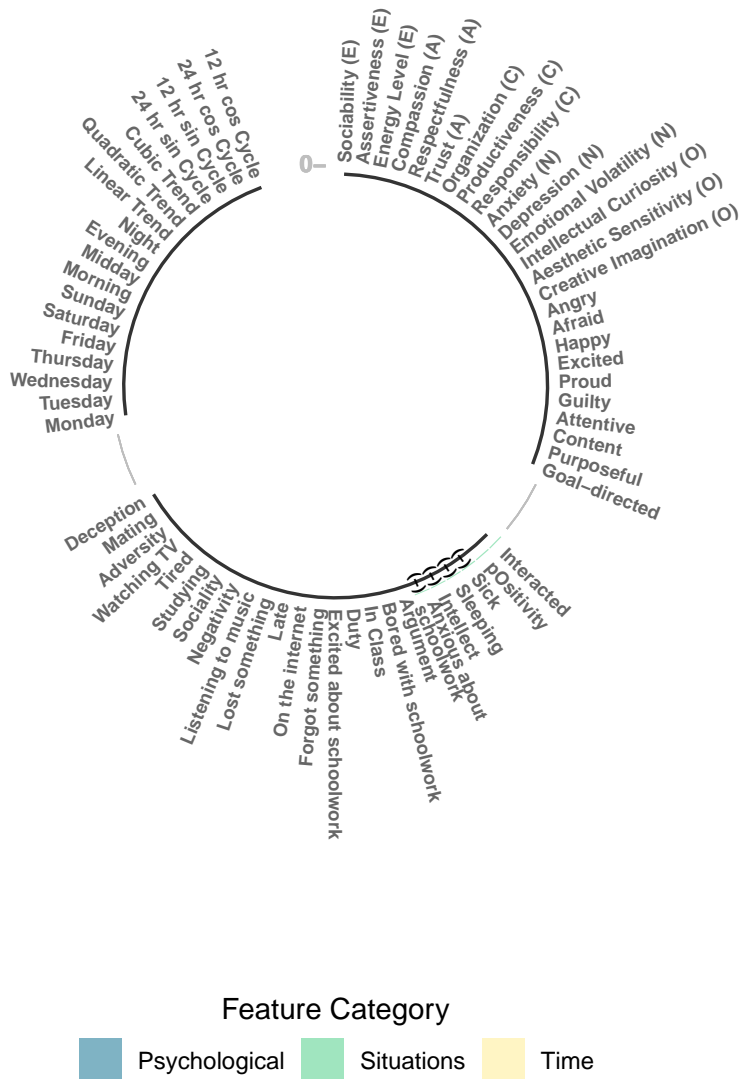 0–
Sociability (E)
Assertiveness (E)
Energy Level (E)
Compassion (A)
Respectfulness (A)
Trust (A)
Organization (C)
Productiveness (C)
Responsibility (C)
Anxiety (N)
Depression (N)
Emotional Volatility (N)
Intellectual Curiosity (O)
Aesthetic Sensitivity (O)
Creative Imagination (O)
Angry
Afraid
Happy
Excited
Proud
Guilty
Attentive
Content
Purposeful
Goal–directed
Interacted
pOsitivity
Sick
Sleeping
Intellect
Anxious about
schoolwork
Argument
Bored with schoolwork
In Class
Duty
Excited about schoolwork
Forgot something
On the internet
Late
Lost something
Listening to music
Negativity
Sociality
Studying
Tired
Watching TV
Adversity
Mating
Deception
Monday
Tuesday
Wednesday
Thursday
Friday
Saturday
Sunday
Morning
Midday
Evening
Night
Linear Trend
Quadratic Trend
Cubic Trend
24 hr sin Cycle
12 hr sin Cycle
24 hr cos Cycle
12 hr cos Cycle
Feature Category
Psychological
Situations
Time